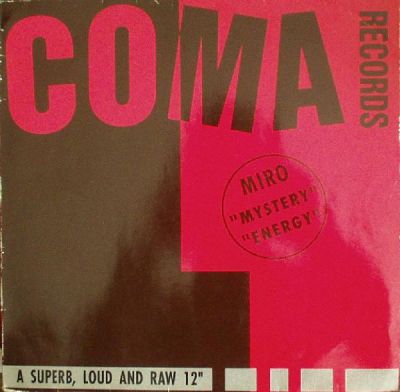 COMA
RECORDS
MIRO
"MYSTERY"
"ENERGY"
A SUPERB, LOUD AND RAW 12"